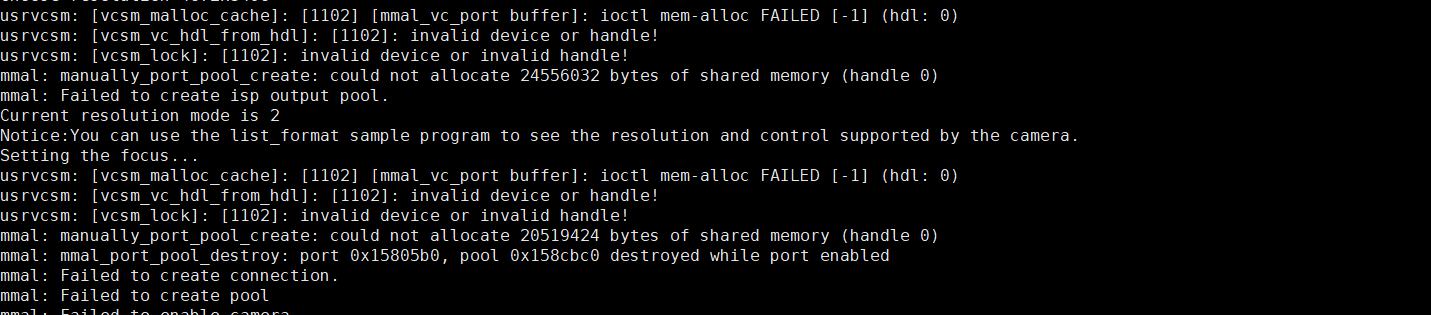 usrvcsm: [vcsm_malloc_cache]: [1102] [mmal_vc_port buffer]: ioctl mem-alloc FAILED [-1] (hdl: 0)
usrvcsm: [vcsm_vc_hdl_from_hdl]: [1102]: invalid device or handle!
usrvcsm: [vcsm_lock]: [1102]: invalid device or invalid handle!
mmal: manually_port_pool_create: could not allocate 24556032 bytes of shared memory (handle 0)
mmal: Failed to create isp output pool.
Current resolution mode is 2
Notice:You can use the list_format sample program to see the resolution and control supported by the camera.
Setting the focus...
usrvcsm: [vcsm_malloc_cache]: [1102] [mmal_vc_port buffer]: ioctl mem-alloc FAILED [-1] (hdl: 0)
usrvcsm: [vcsm_vc_hdl_from_hdl]: [1102]: invalid device or handle!
usrvcsm: [vcsm_lock]: [1102]: invalid device or invalid handle!
mmal: manually_port_pool_create: could not allocate 20519424 bytes of shared memory (handle 0)
mmal: mmal_port_pool_destroy: port 0x15805b0, pool 0x158cbc0 destroyed while port enabled
mmal: Failed to create connection.
mmal: Failed to create pool
mmal: Failed to enable camera